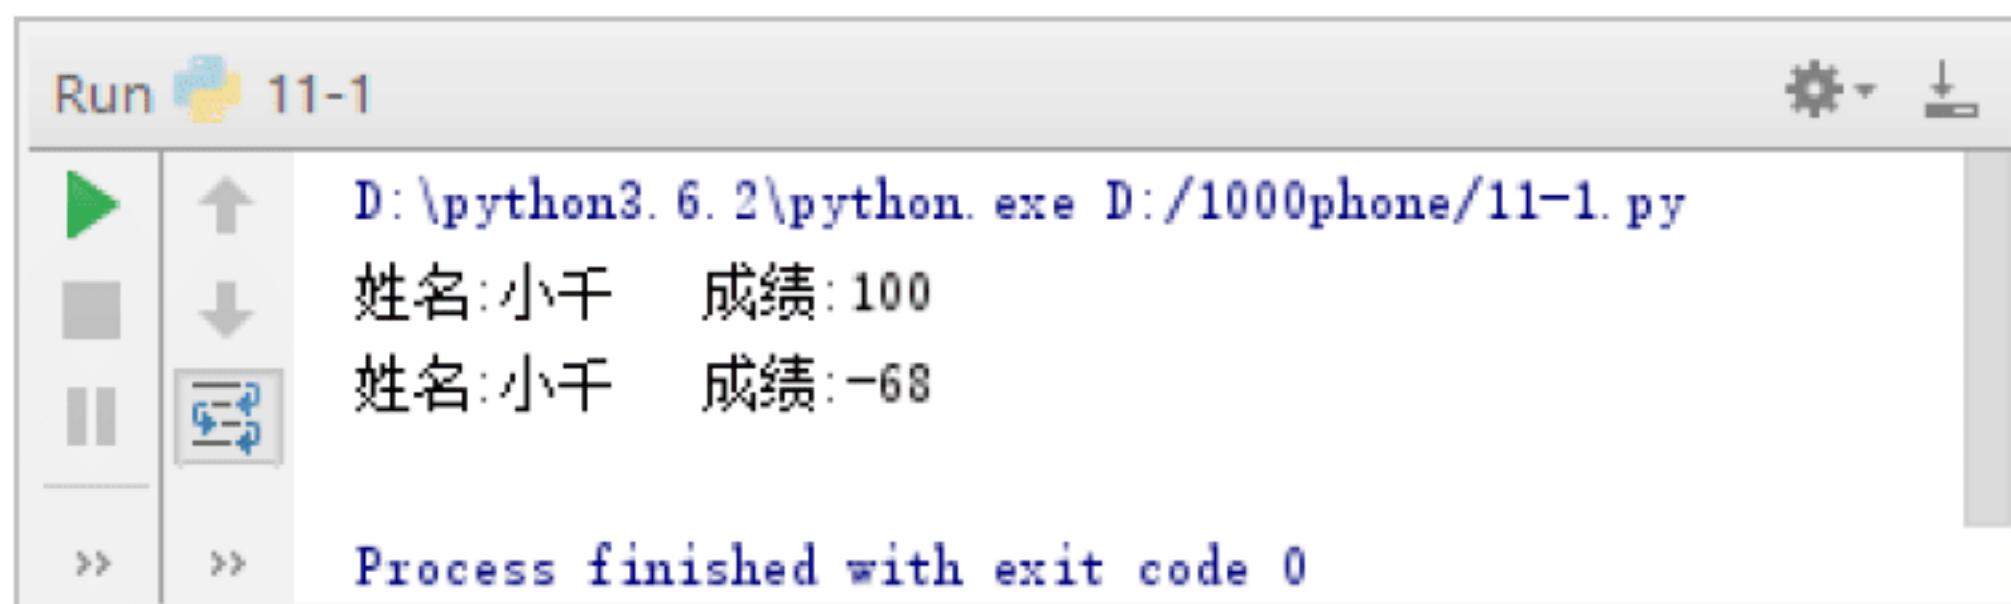 Run 11-1
D:\python3.6.2\python.exe D:/1000phone/11-1.py
姓名:小千 成绩:100
姓名:小千 成绩:-68
Process finished with exit code 0